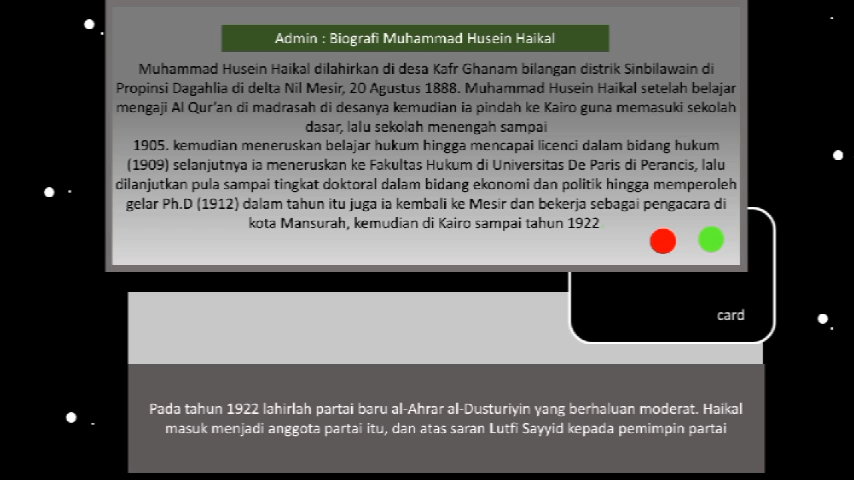 Admin : Biografi Muhammad Husein Haikal
Muhammad Husein Haikal dilahirkan di desa Kafr Ghanam bilangan distrik Sinbilawain di
Propinsi Dagahlia di delta Nil Mesir, 20 Agustus 1888. Muhammad Husein Haikal setelah belajar
mengaji Al Qur'an di madrasah di desanya kemudian ia pindah ke Kairo guna memasuki sekolah
dasar, lalu sekolah menengah sampai
1905. kemudian meneruskan belajar hukum hingga mencapai licenci dalam bidang hukum
(1909) selanjutnya ia meneruskan ke Fakultas Hukum di Universitas De Paris di Perancis, lalu
dilanjutkan pula sampai tingkat doktoral dalam bidang ekonomi dan politik hingga memperoleh
gelar Ph.D (1912) dalam tahun itu juga ia kembali ke Mesir dan bekerja sebagai pengacara di
kota Mansurah, kemudian di Kairo sampai tahun 1922
card
Pada tahun 1922 lahirlah partai baru al-Ahrar al-Dusturiyin yang berhaluan moderat. Haikal
masuk menjadi anggota partai itu, dan atas saran Lutfi Sayyid kepada pemimpin partai